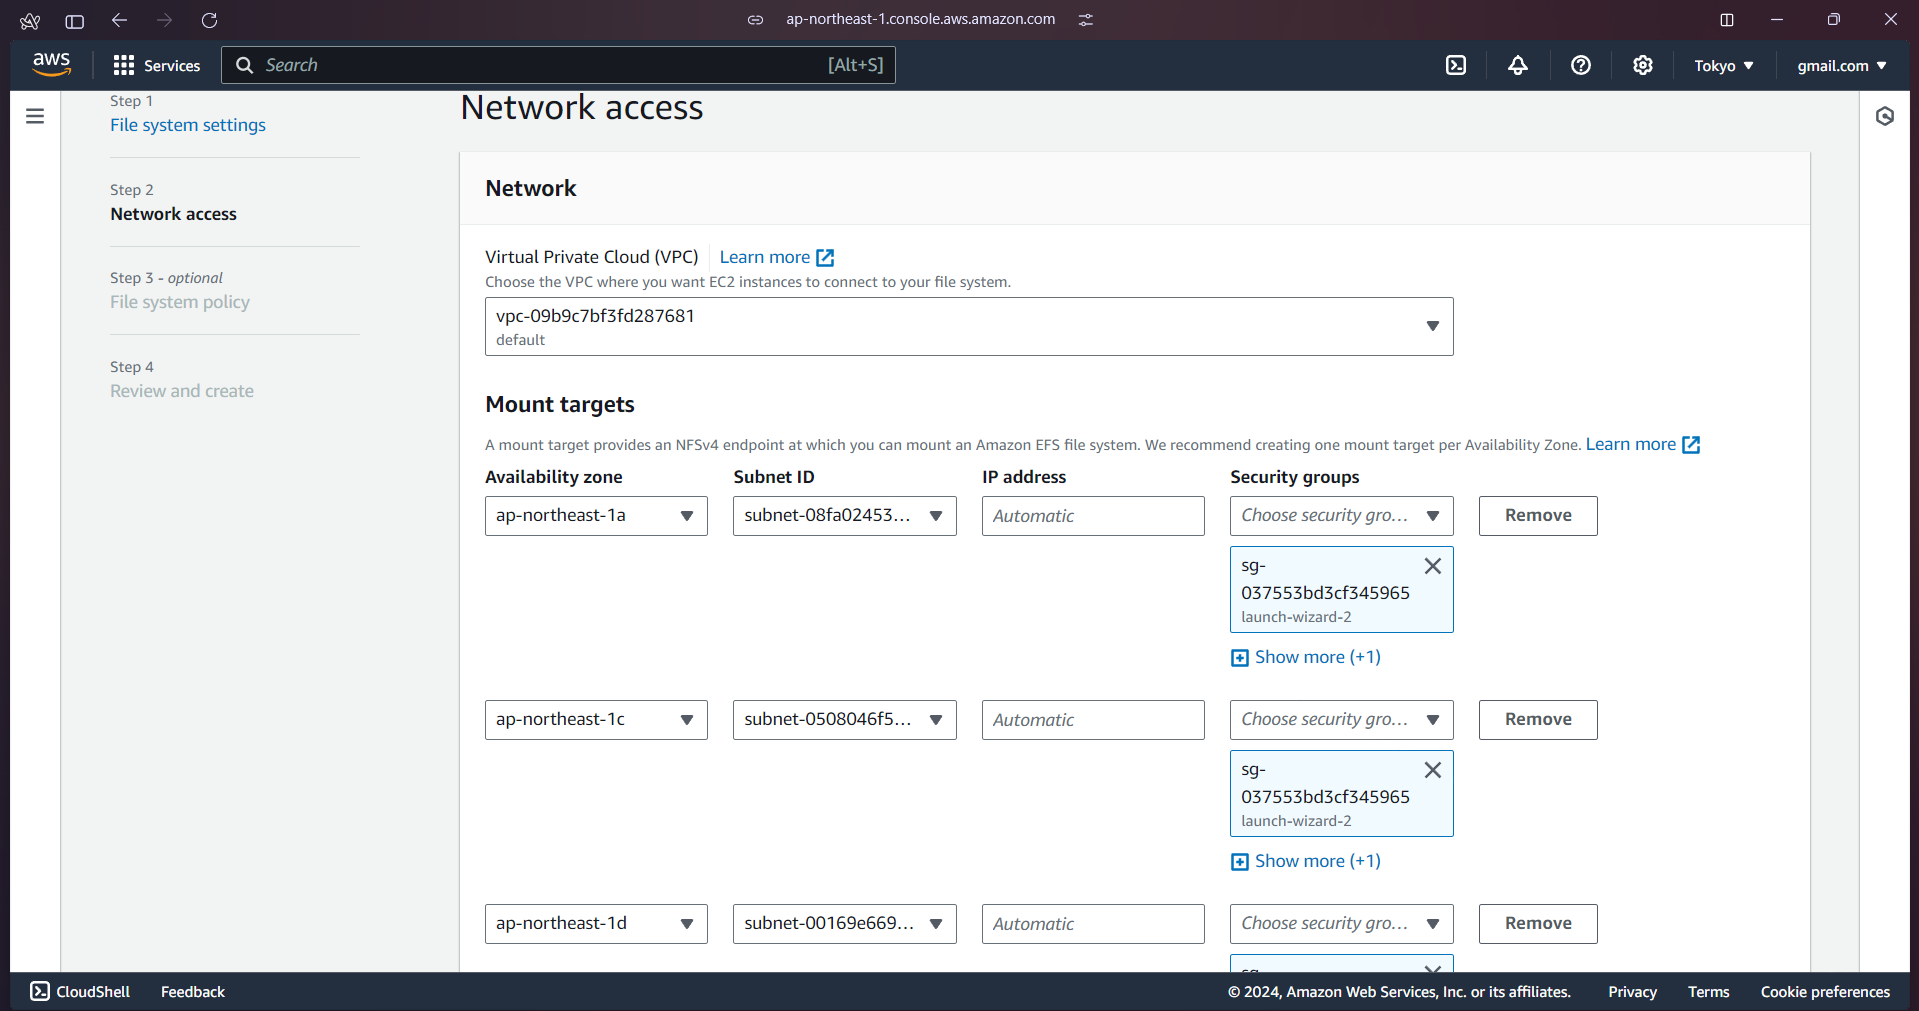 ap-northeast-1.console.aws.amazon.com
aws
Services
Search
[Alt+S]
Tokyo
gmail.com
Step 1
File system settings
Step 2
Network access
Step 3 - optional
File system policy
Step 4
Review and create
Network access
Network
Virtual Private Cloud (VPC)
Learn more
Choose the VPC where you want EC2 instances to connect to your file system.
vpc-09b9c7bf3fd287681
default
Mount targets
A mount target provides an NFSv4 endpoint at which you can mount an Amazon EFS file system. We recommend creating one mount target per Availability Zone. Learn more
Availability zone
Subnet ID
IP address
Security groups
ap-northeast-1a
subnet-08fa02453...
Automatic
Choose security gro...
Remove
sg-
037553bd3cf345965
launch-wizard-2
Show more (+1)
ap-northeast-1c
subnet-0508046f5...
Automatic
Choose security gro...
Remove
sg-
037553bd3cf345965
launch-wizard-2
Show more (+1)
ap-northeast-1d
subnet-00169e669...
Automatic
Choose security gro...
Remove
sg-
CloudShell
Feedback
© 2024, Amazon Web Services, Inc. or its affiliates.
Privacy
Terms
Cookie preferences